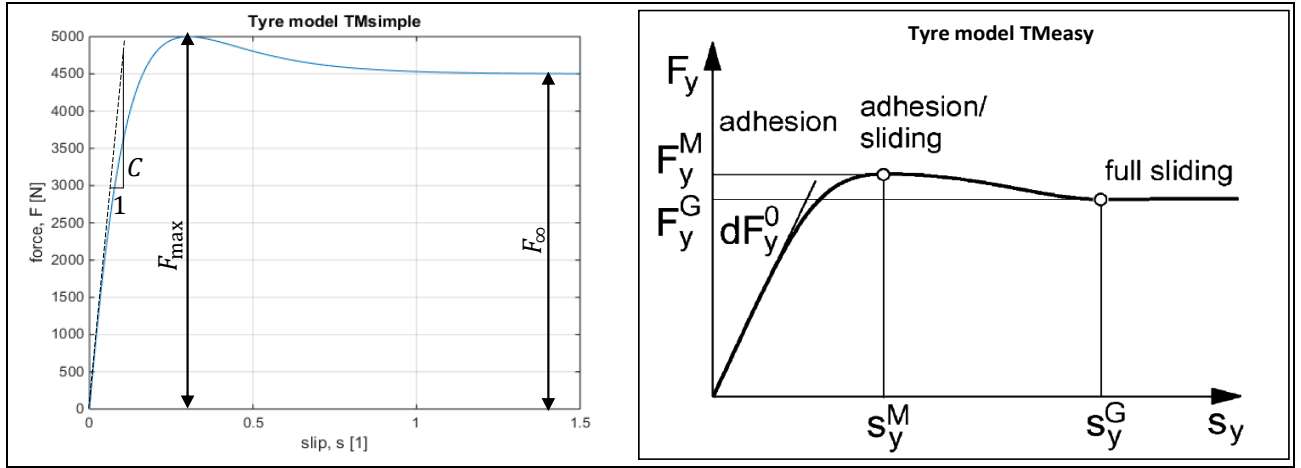 Tyre model TMsimple
5000
4500
4000
3500
3000
2500
2000
1500
1000
500
0
force, F [N]
C
1
F_max
F_∞
0
0.5
1
1.5
slip, s [1]
Tyre model TMeasy
F_y
adhesion
adhesion/
sliding
F_y^M
full sliding
F_y^G
dF_y^0
s_y^M
s_y^G
s_y